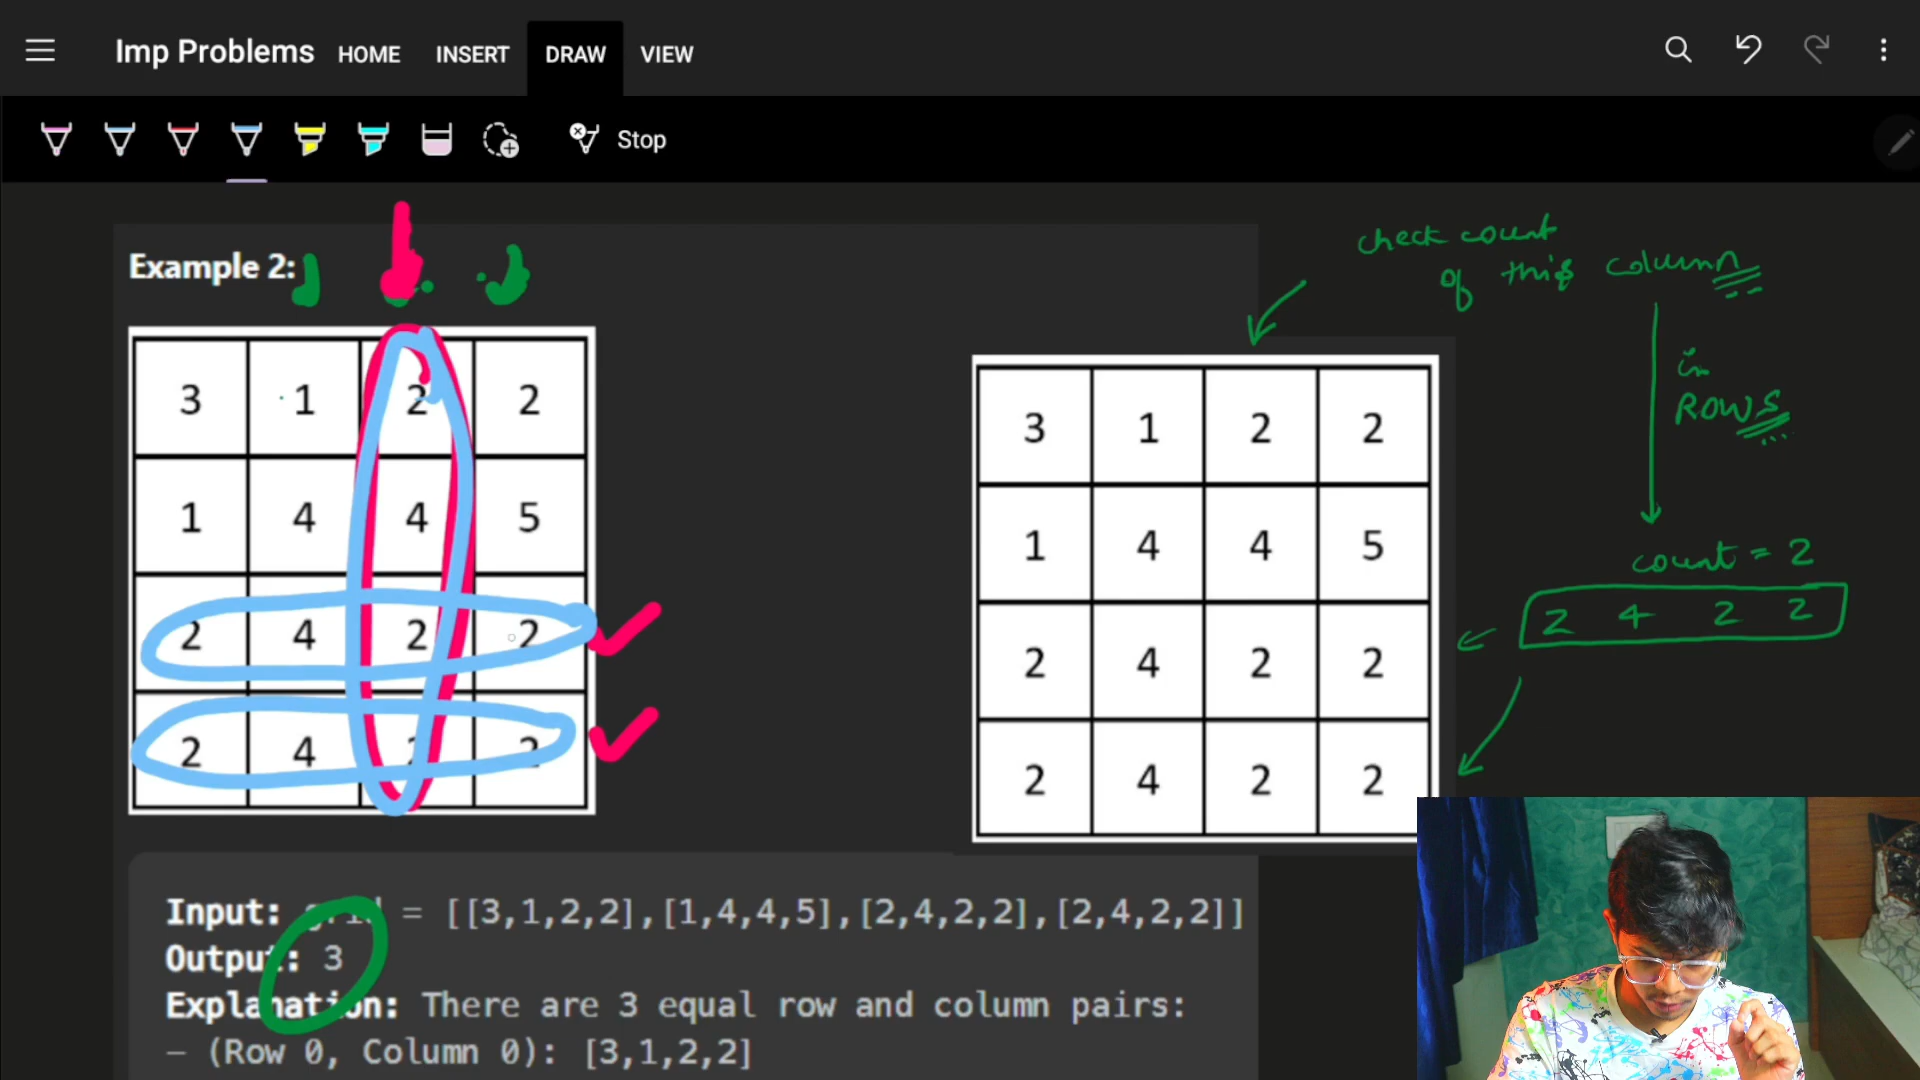 Imp Problems HOME INSERT DRAW VIEW
Stop
Example 2:
3 1 2 2
1 4 4 5
2 4 2 2
2 4 2 2
check count
of this column
in
ROWS
count = 2
2 4 2 2
3 1 2 2
1 4 4 5
2 4 2 2
2 4 2 2
Input: grid = [[3,1,2,2],[1,4,4,5],[2,4,2,2],[2,4,2,2]]
Output: 3
Explanation: There are 3 equal row and column pairs:
– (Row 0, Column 0): [3,1,2,2]